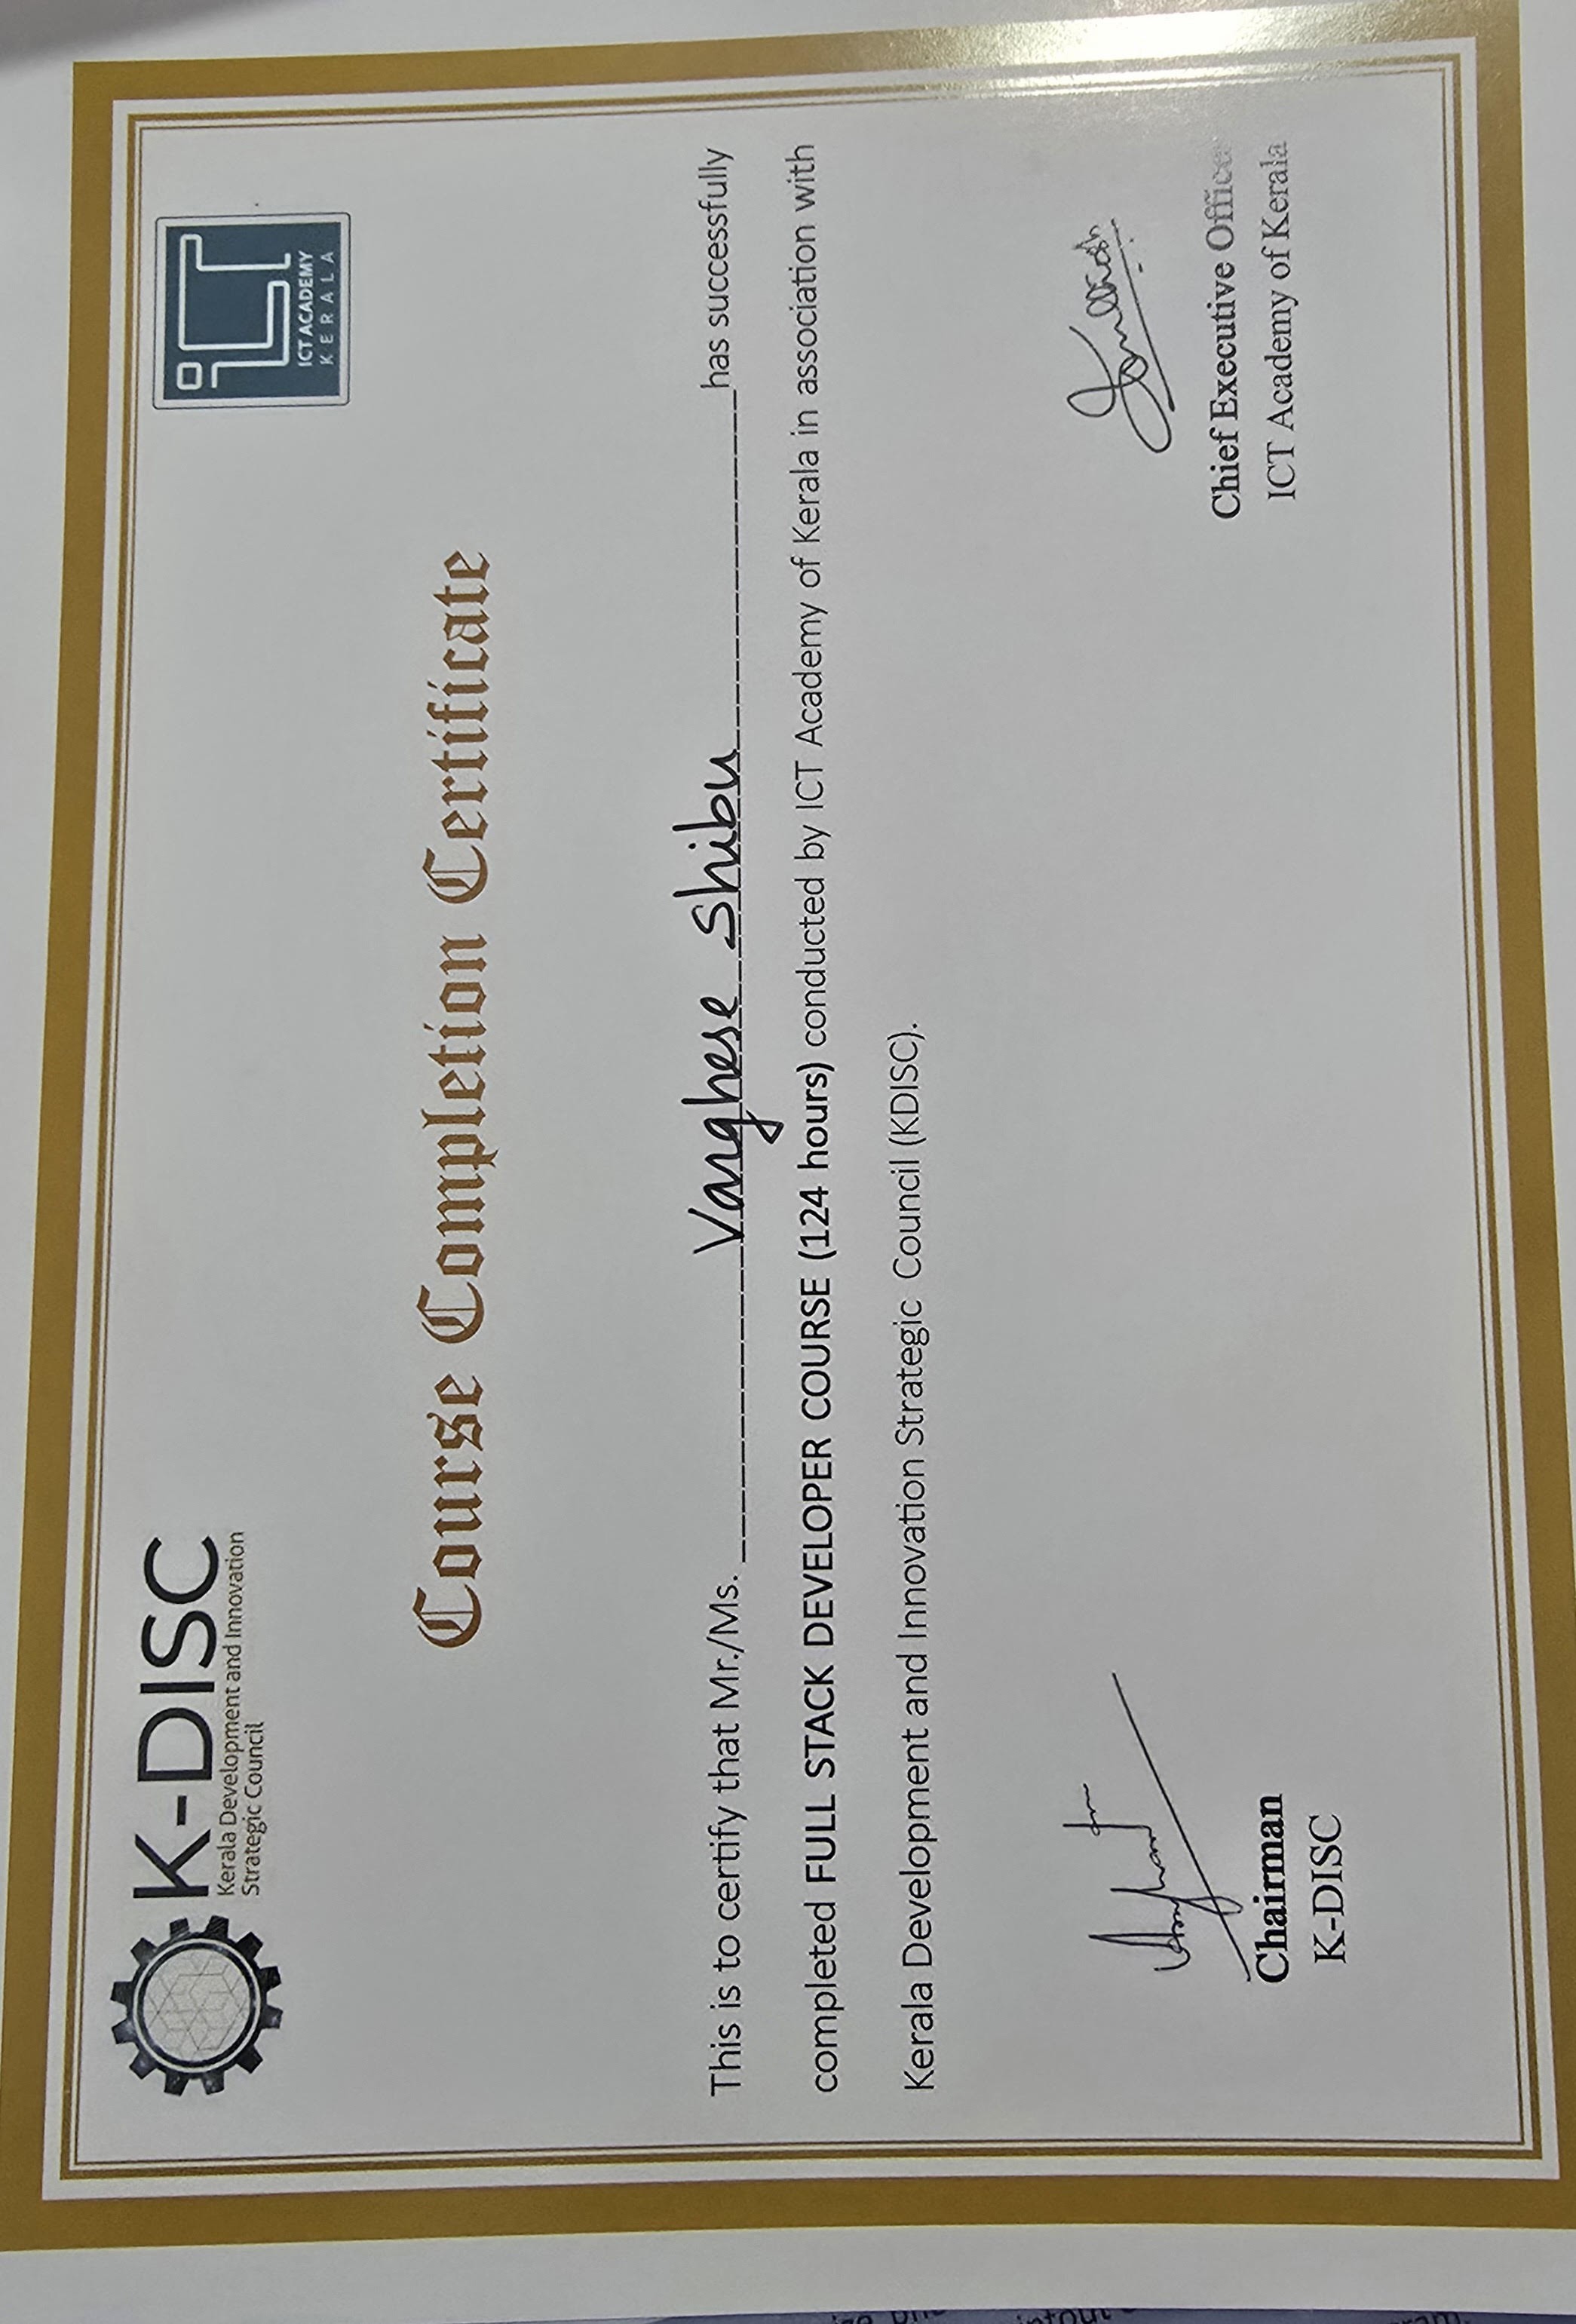 K-DISC
Kerala Development and Innovation
Strategic Council
ICT
ICT ACADEMY
KERALA
Course Completion Certificate
This is to certify that Mr./Ms. Varghese Shibu has successfully
completed FULL STACK DEVELOPER COURSE (124 hours) conducted by ICT Academy of Kerala in association with
Kerala Development and Innovation Strategic Council (KDISC).
Chairman
K-DISC
Chief Executive Office
ICT Academy of Kerala